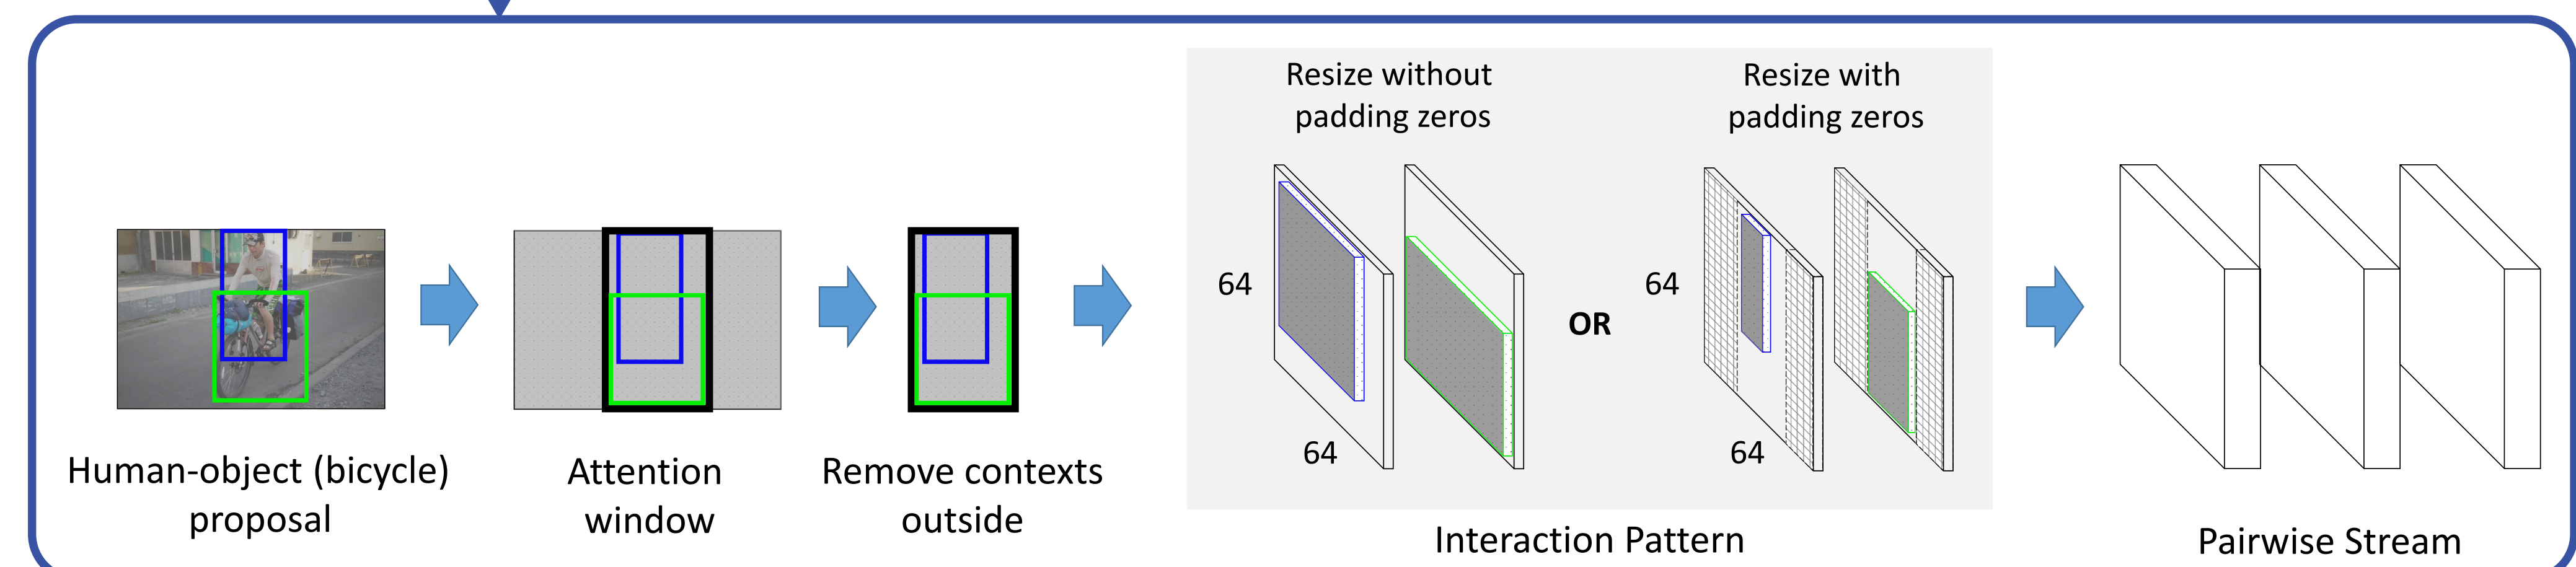 Resize without
padding zeros
Resize with
padding zeros
64
64
OR
64
64
Human-object (bicycle)
proposal
Attention
window
Remove contexts
outside
Interaction Pattern
Pairwise Stream